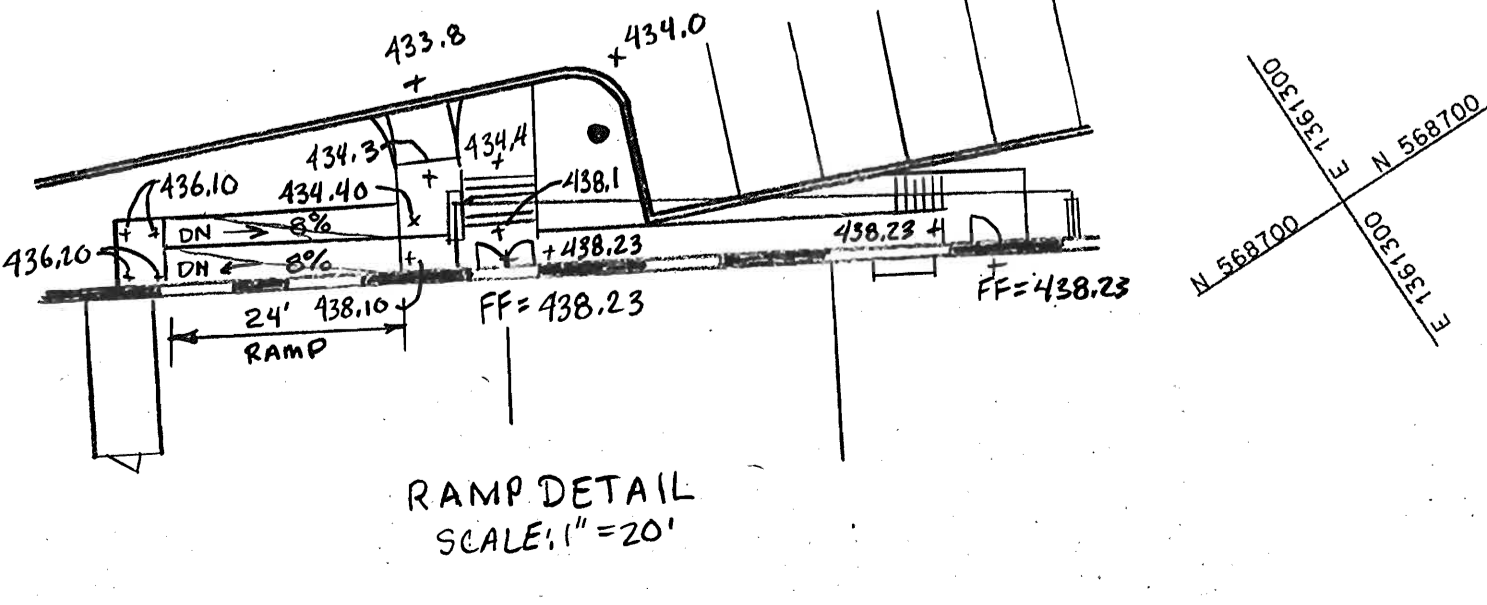 433.8
434.0
E 1361300
N 568700
434.3
434.4
436.10
434.40
438.1
DN
8%
438.23
438.23
436.20
DN
8%
N 568700
E 1361300
24'
438.10
FF=438.23
FF=438.23
RAMP
RAMP DETAIL
SCALE: 1"=20'